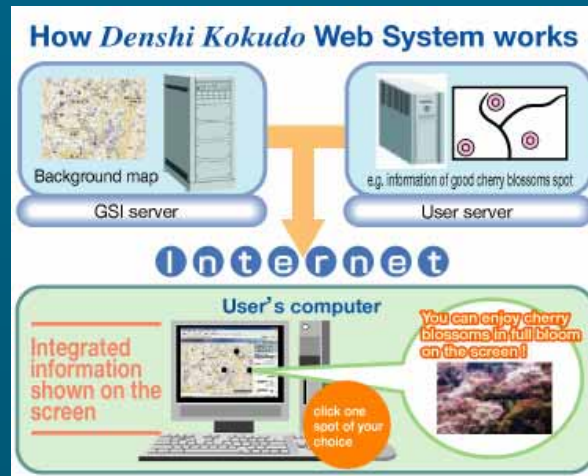 How Denshi Kokudo Web System works
Background map
GSI server
e.g. information of good cherry blossoms spot
User server
Internet
User's computer
Integrated
information
shown on the
screen
click one
spot of your
choice
You can enjoy cherry
blossoms in full bloom
on the screen !